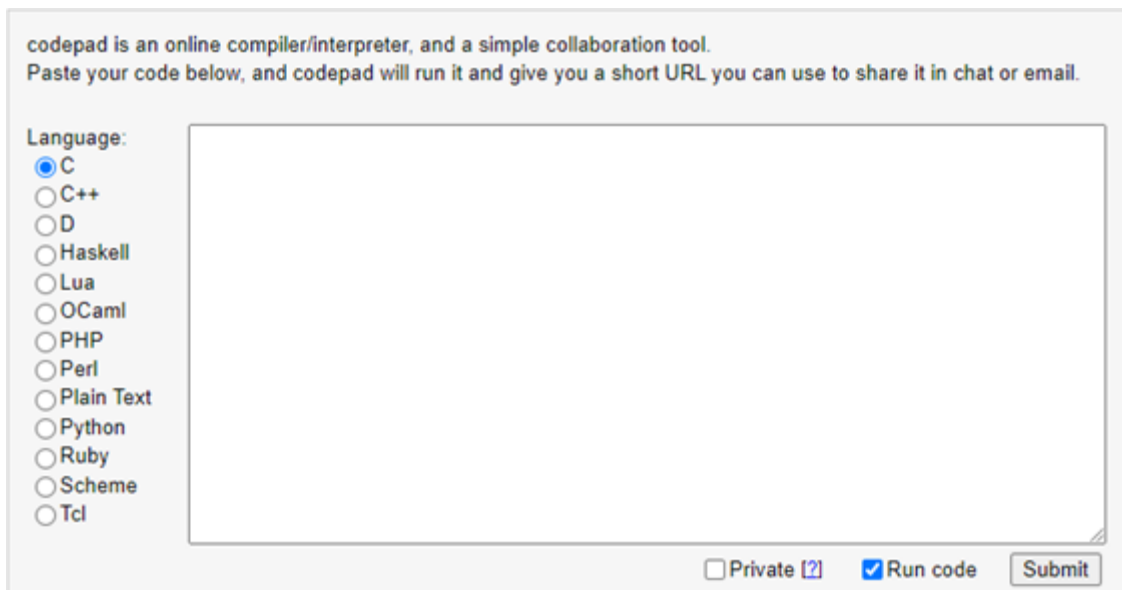 codepad is an online compiler/interpreter, and a simple collaboration tool.
Paste your code below, and codepad will run it and give you a short URL you can use to share it in chat or email.
Language:
C
C++
D
Haskell
Lua
OCaml
PHP
Perl
Plain Text
Python
Ruby
Scheme
Tcl
Private [?] Run code Submit